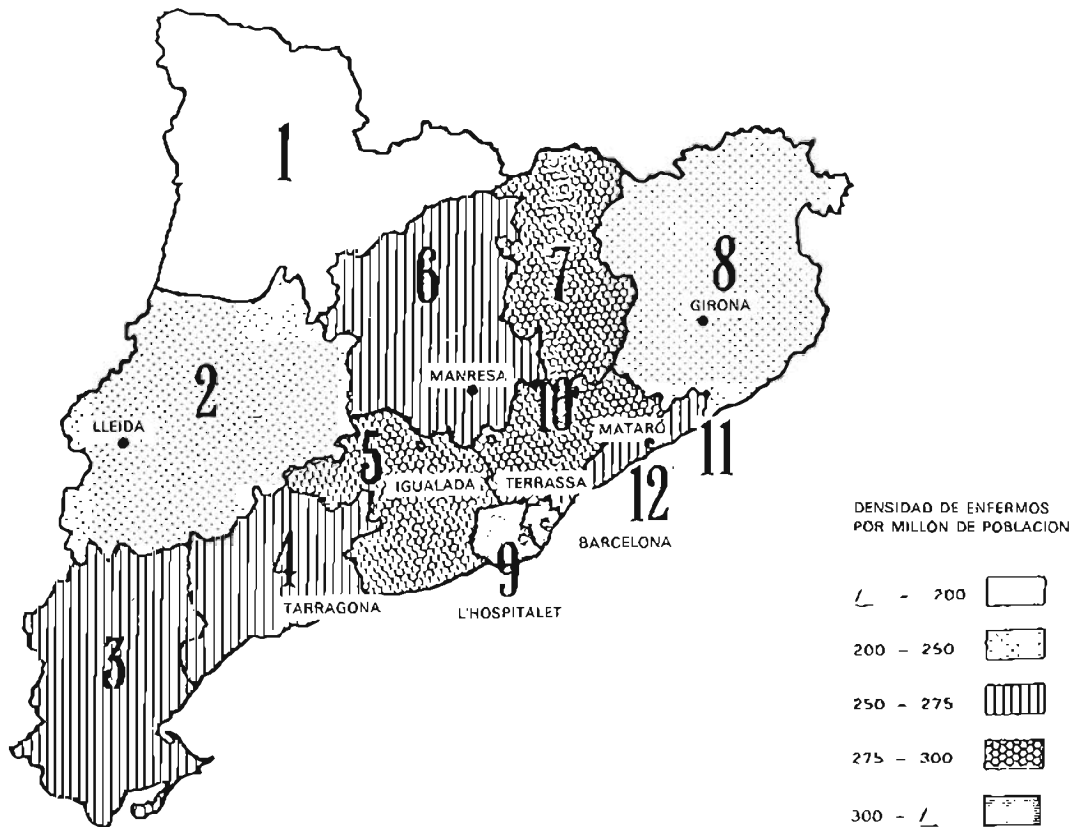 1
6
7
8
GIRONA
2
MANRESA
LLEIDA
10
MATARÓ
11
5
IGUALADA
TERRASSA
12
BARCELONA
9
4
TARRAGONA
L'HOSPITALET
3
DENSIDAD DE ENFERMOS
POR MILLON DE POBLACION
∠ - 200
200 - 250
250 - 275
275 - 300
300 - ∠